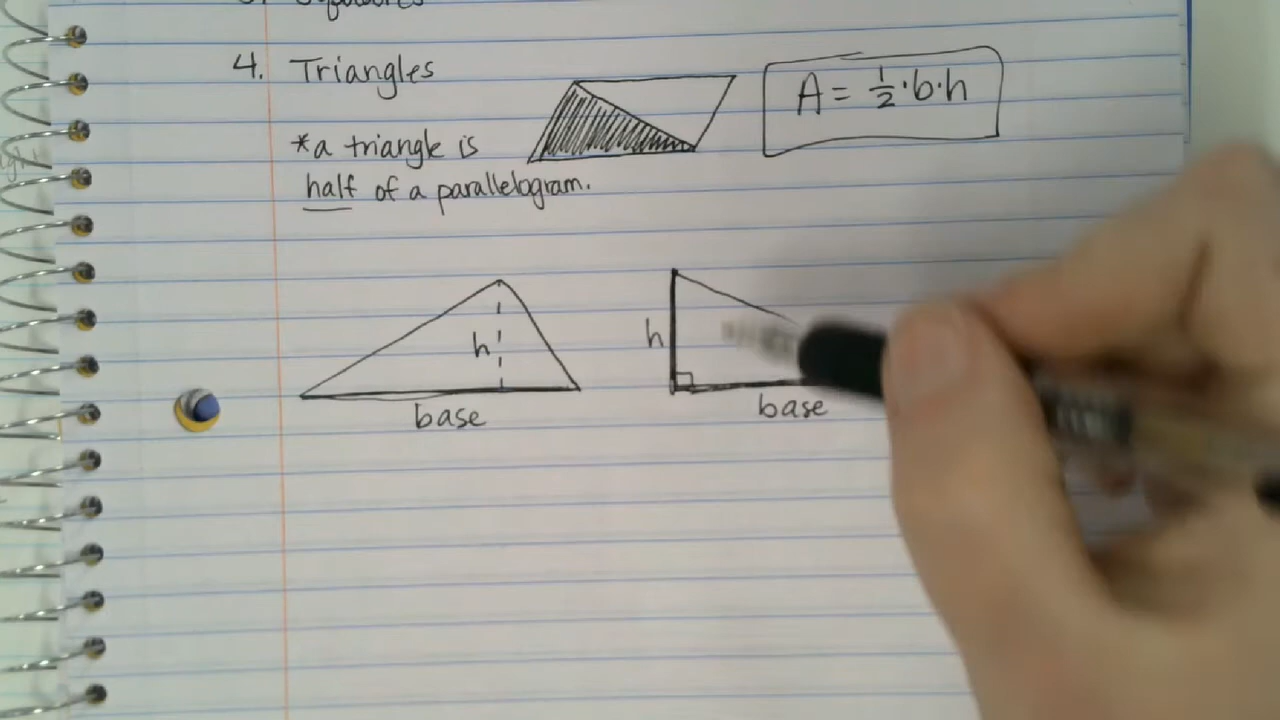 4. Triangles
A = 1/2 · b · h
*a triangle is
half of a parallelogram.
h
base
h
base